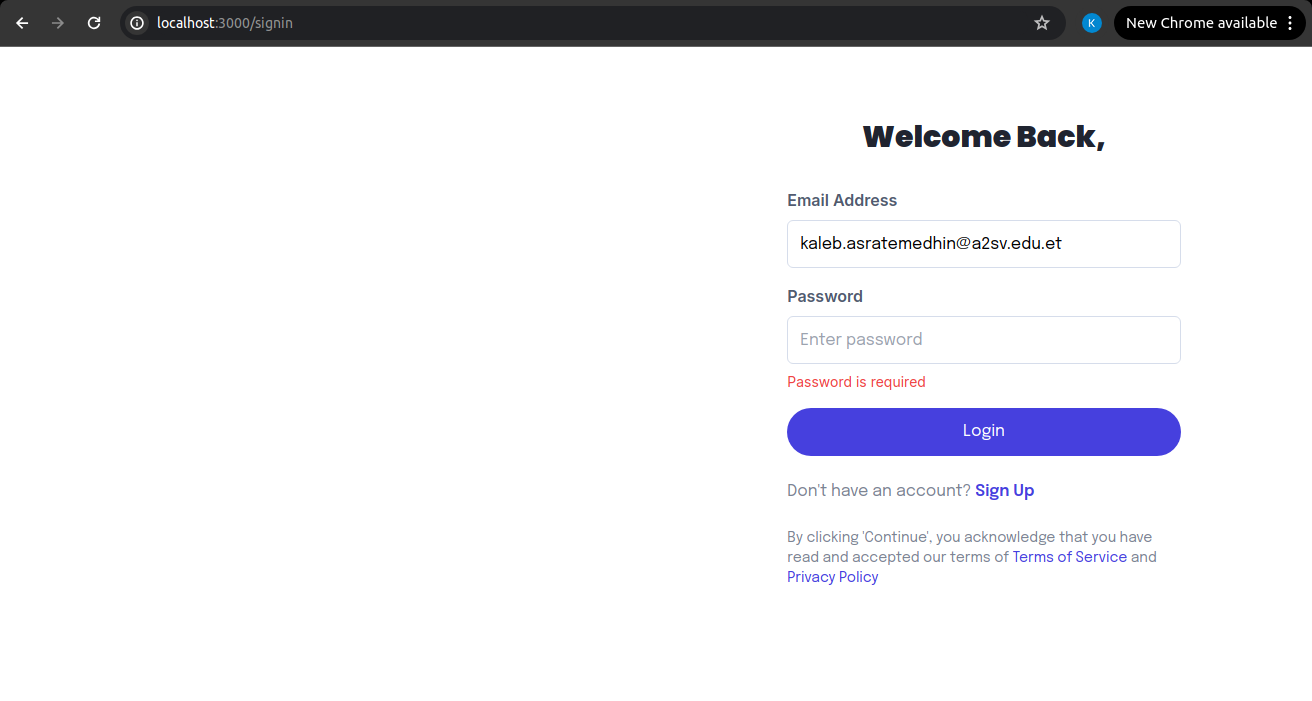 localhost:3000/signin
K
New Chrome available
Welcome Back,
Email Address
kaleb.asratemedhin@a2sv.edu.et
Password
Enter password
Password is required
Login
Don't have an account? Sign Up
By clicking 'Continue', you acknowledge that you have
read and accepted our terms of Terms of Service and
Privacy Policy